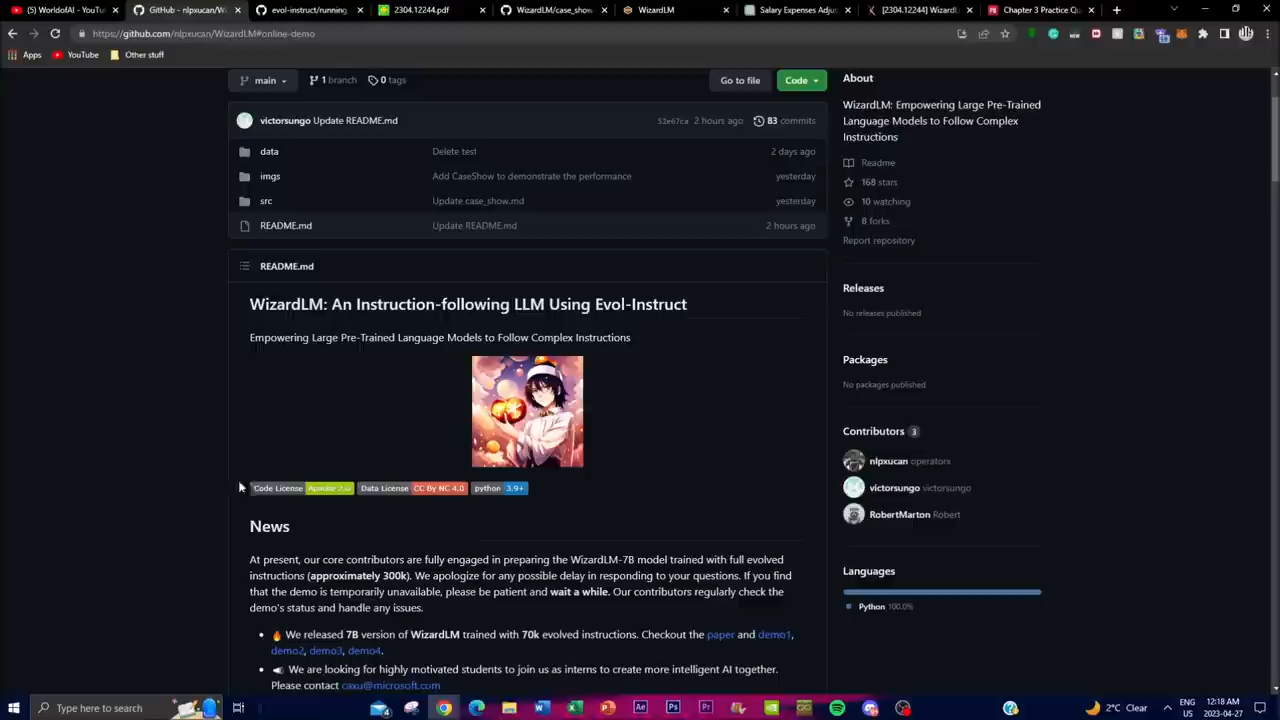 WorldofAI - YouTu
GitHub - nlpxucan/W
evol-instruct/running
2304.12244.pdf
WizardLM/case_show
WizardLM
Salary Expenses Adju
[2304.12244] WizardL
Chapter 3 Practice Q
https://github.com/nlpxucan/WizardLM#online-demo
Apps
YouTube
Other stuff
main
1 branch
0 tags
Go to file
Code
victorsungo Update README.md
52e67ca 2 hours ago
83 commits
data
Delete test
2 days ago
imgs
Add CaseShow to demonstrate the performance
yesterday
src
Update case_show.md
yesterday
README.md
Update README.md
2 hours ago
README.md
WizardLM: An Instruction-following LLM Using Evol-Instruct
Empowering Large Pre-Trained Language Models to Follow Complex Instructions
Code License
Data License CC By NC 4.0
python 3.9+
News
At present, our core contributors are fully engaged in preparing the WizardLM-7B model trained with full evolved
instructions (approximately 300k). We apologize for any possible delay in responding to your questions. If you find
that the demo is temporarily unavailable, please be patient and wait a while. Our contributors regularly check the
demo's status and handle any issues.
We released 7B version of WizardLM trained with 70k evolved instructions. Checkout the paper and demo1,
demo2, demo3, demo4.
We are looking for highly motivated students to join us as interns to create more intelligent AI together.
Please contact caxu@microsoft.com
About
WizardLM: Empowering Large Pre-Trained
Language Models to Follow Complex
Instructions
Readme
168 stars
10 watching
8 forks
Report repository
Releases
No releases published
Packages
No packages published
Contributors 3
nlpxucan operatorx
victorsungo victorsungo
RobertMarton Robert
Languages
Python 100.0%
Type here to search
2°C Clear
ENG
US
12:18 AM
2023-04-27